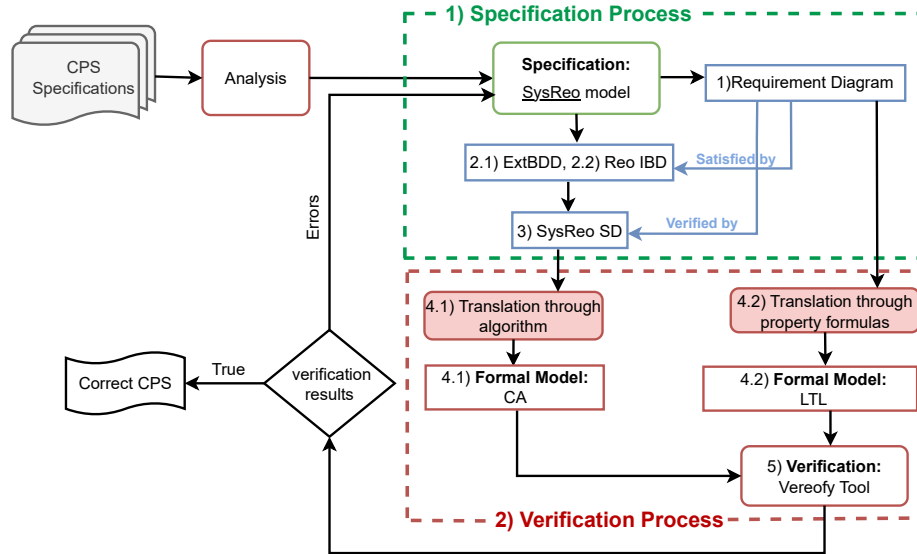 1) Specification Process
CPS
Specifications
Analysis
Specification:
SysReo model
1)Requirement Diagram
2.1) ExtBDD, 2.2) Reo IBD
Satisfied by
3) SysReo SD
Verified by
Errors
4.1) Translation through
algorithm
4.2) Translation through
property formulas
Correct CPS
True
verification
results
4.1) Formal Model:
CA
4.2) Formal Model:
LTL
5) Verification:
Vereofy Tool
2) Verification Process